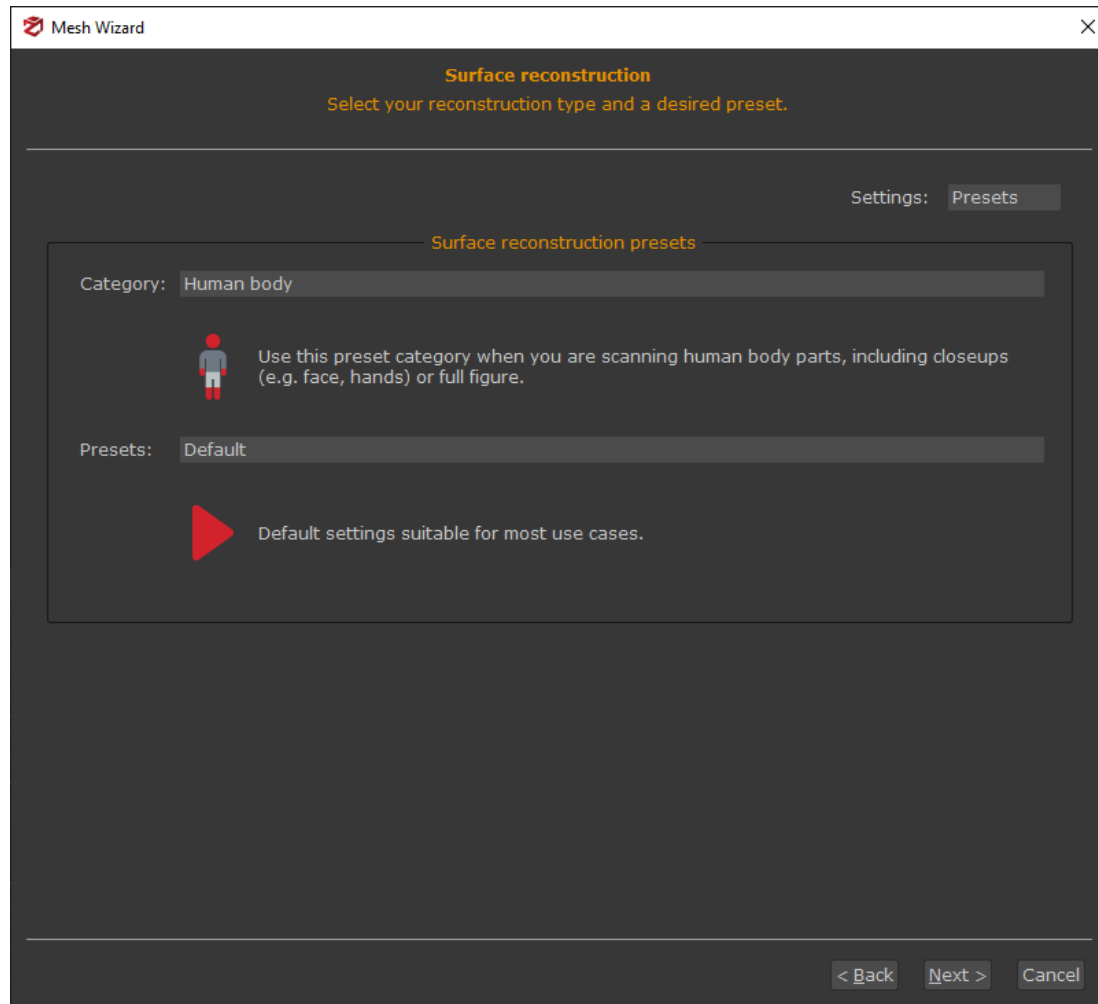 Mesh Wizard
Surface reconstruction
Select your reconstruction type and a desired preset.
Settings: Presets
Surface reconstruction presets
Category: Human body
Use this preset category when you are scanning human body parts, including closeups
(e.g. face, hands) or full figure.
Presets: Default
Default settings suitable for most use cases.
< Back Next > Cancel